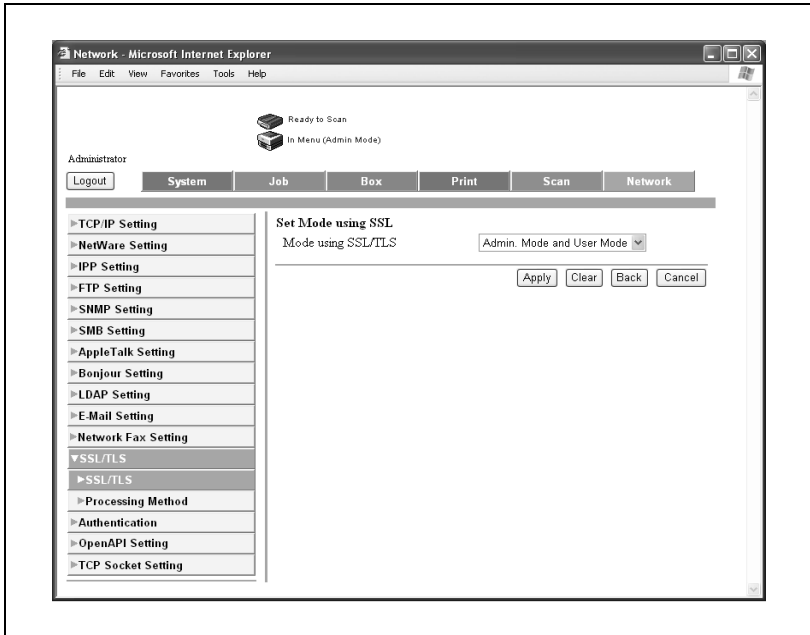 Network - Microsoft Internet Explorer
File Edit View Favorites Tools Help
Ready to Scan
In Menu (Admin Mode)
Administrator
Logout System Job Box Print Scan Network
TCP/IP Setting
NetWare Setting
IPP Setting
FTP Setting
SNMP Setting
SMB Setting
AppleTalk Setting
Bonjour Setting
LDAP Setting
E-Mail Setting
Network Fax Setting
SSL/TLS
SSL/TLS
Processing Method
Authentication
OpenAPI Setting
TCP Socket Setting
Set Mode using SSL
Mode using SSL/TLS Admin. Mode and User Mode
Apply Clear Back Cancel